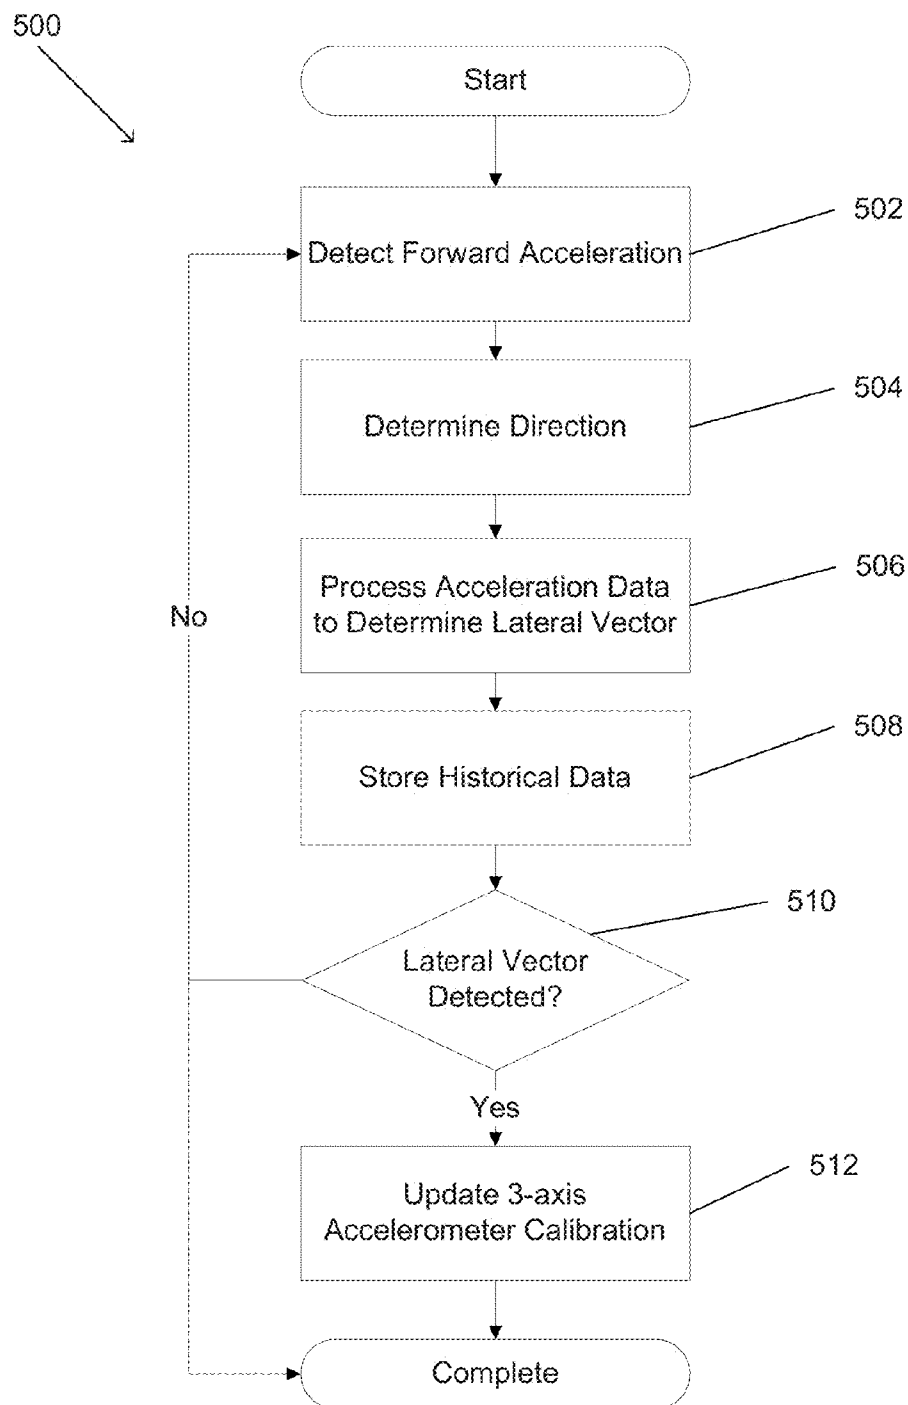 500
Start
502
Detect Forward Acceleration
504
Determine Direction
506
Process Acceleration Data
to Determine Lateral Vector
No
508
Store Historical Data
510
Lateral Vector
Detected?
Yes
512
Update 3-axis
Accelerometer Calibration
Complete